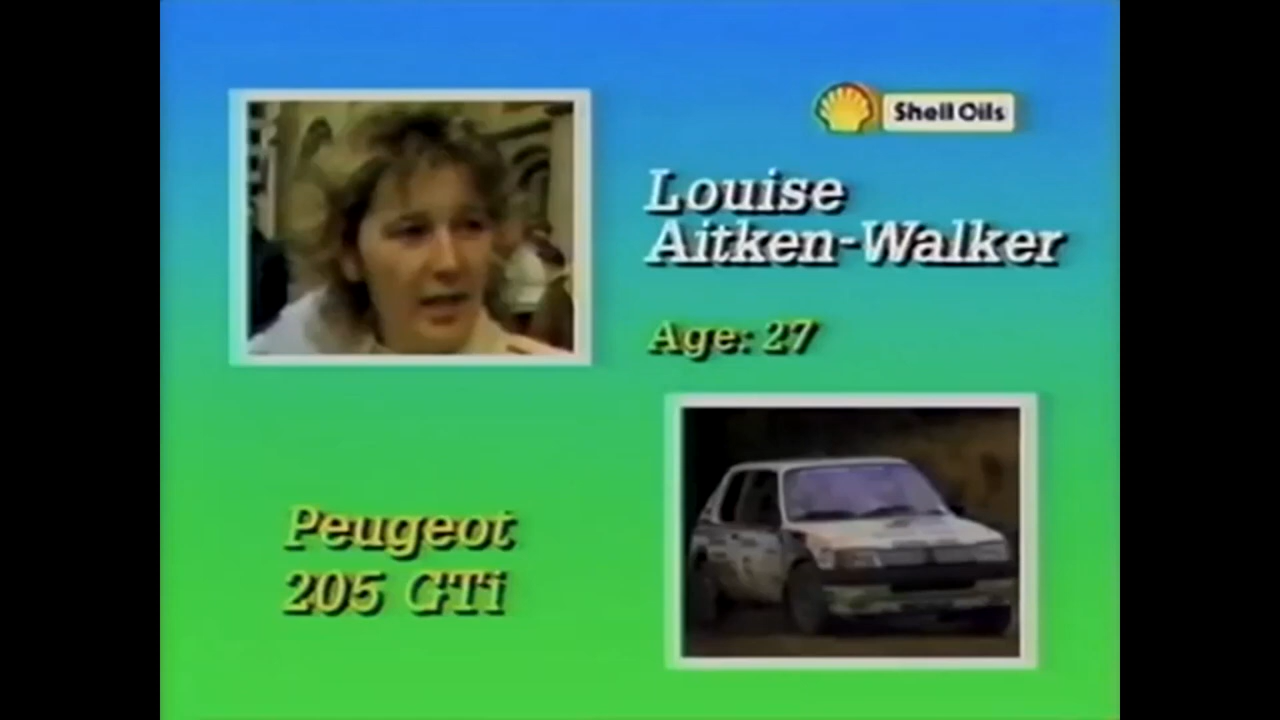 Shell Oils
Louise
Aitken-Walker
Age: 27
Peugeot
205 GTi